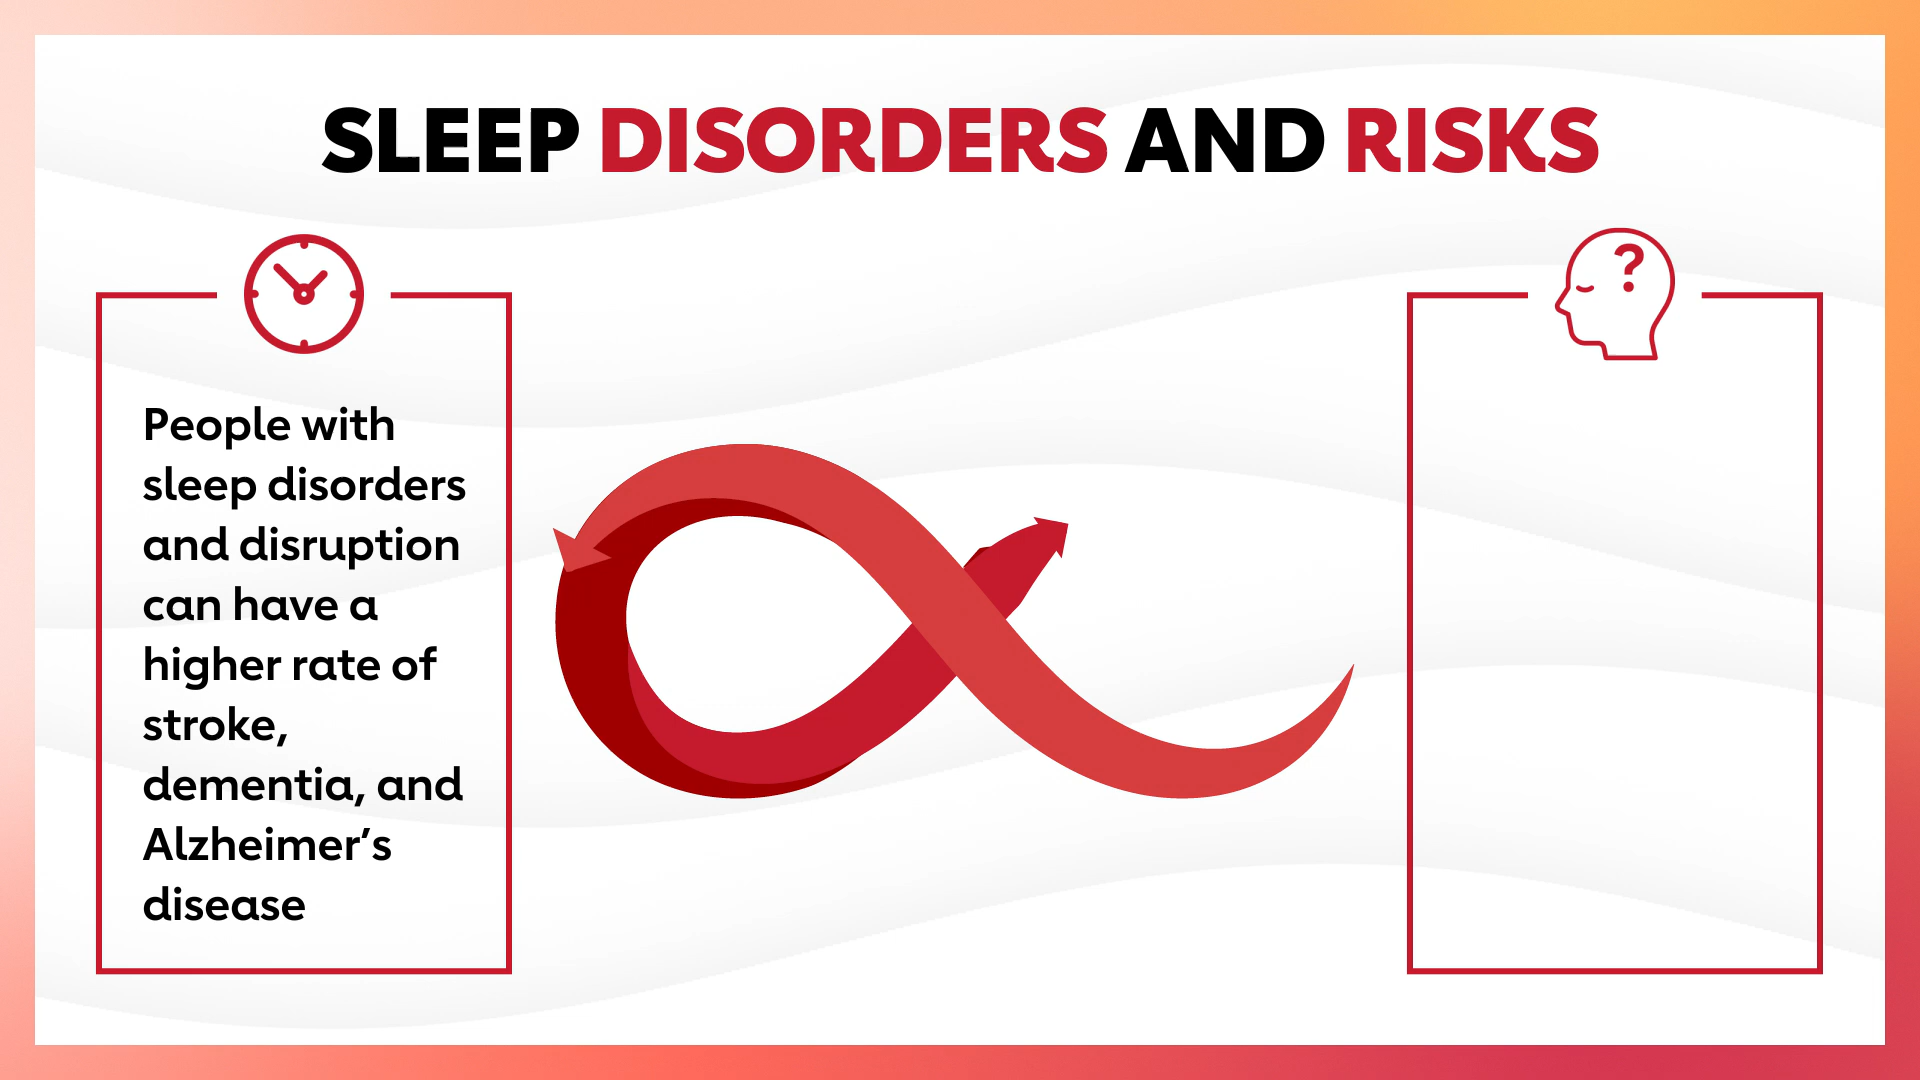 SLEEP DISORDERS AND RISKS
?
People with
sleep disorders
and disruption
can have a
higher rate of
stroke,
dementia, and
Alzheimer’s
disease